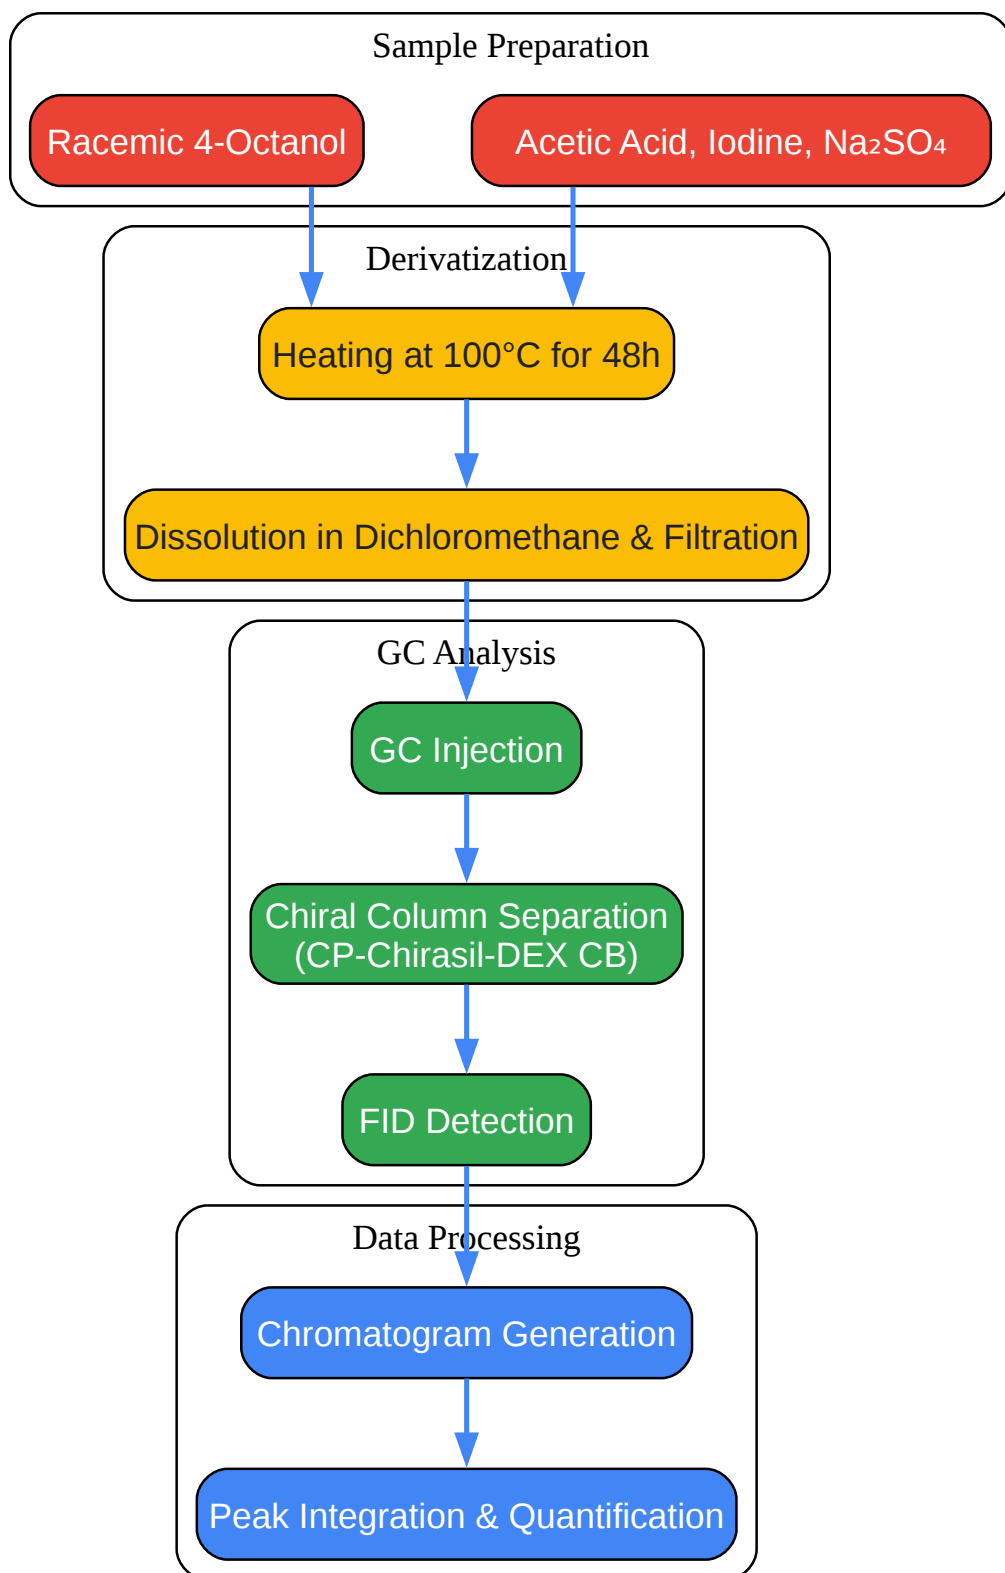 Sample Preparation
Racemic 4-Octanol
Acetic Acid, Iodine, Na₂SO₄
Derivatization
Heating at 100°C for 48h
Dissolution in Dichloromethane & Filtration
GC Analysis
GC Injection
Chiral Column Separation
(CP-Chirasil-DEX CB)
FID Detection
Data Processing
Chromatogram Generation
Peak Integration & Quantification